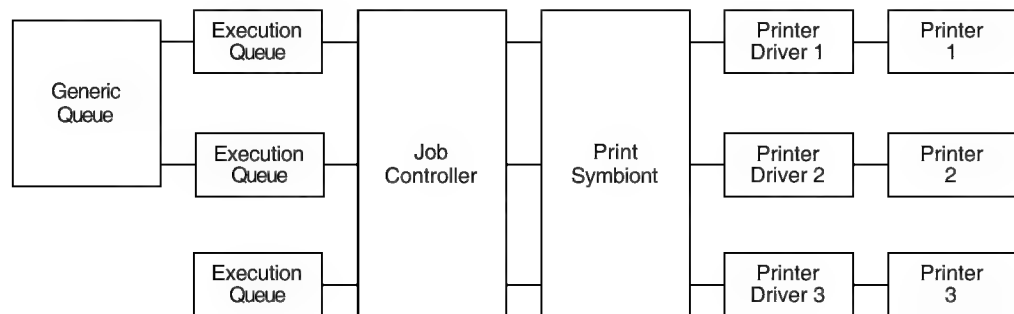 Generic
Queue
Execution
Queue
Execution
Queue
Execution
Queue
Job
Controller
Print
Symbiont
Printer
Driver 1
Printer
1
Printer
Driver 2
Printer
2
Printer
Driver 3
Printer
3